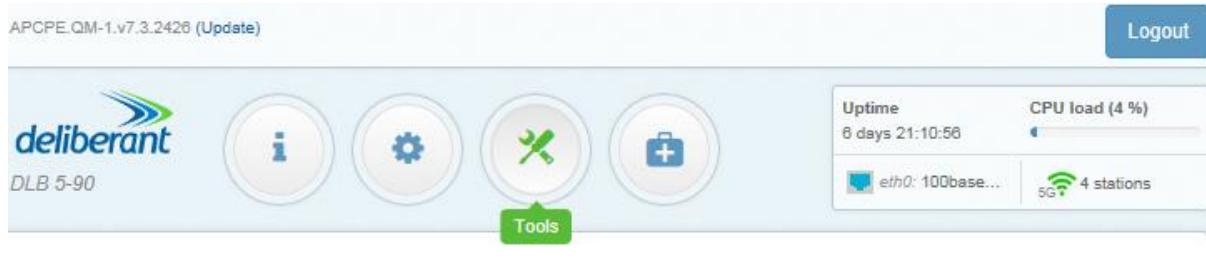 APCPE.QM-1.v7.3.2426 (Update)
Logout
deliberant
DLB 5-90
Tools
Uptime
6 days 21:10:56
CPU load (4 %)
eth0: 100base...
5G 4 stations